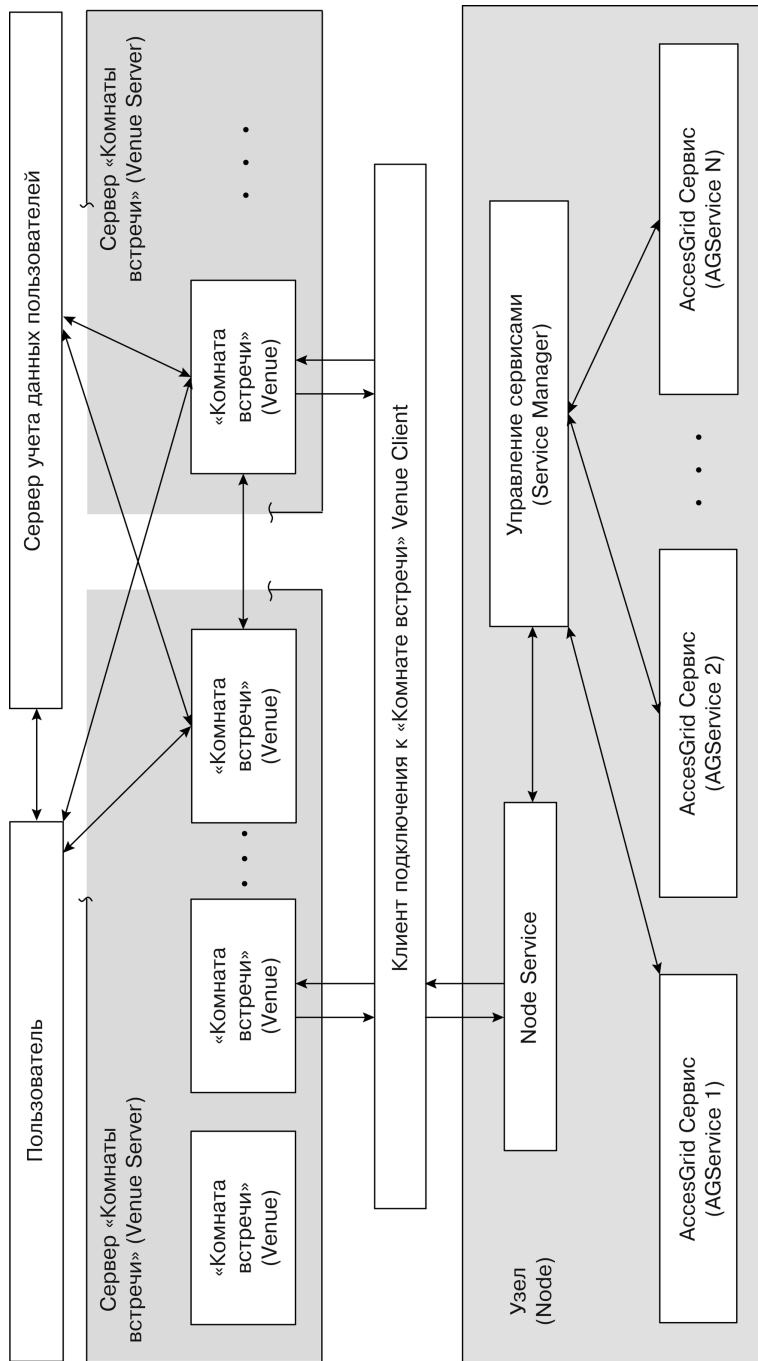 Пользователь
Сервер учета данных пользователей
Сервер «Комнаты
встречи» (Venue Server)
Сервер «Комнаты
встречи» (Venue Server)
«Комната
встречи»
(Venue)
«Комната
встречи»
(Venue)
• • •
«Комната
встречи»
(Venue)
«Комната
встречи»
(Venue)
• • •
Клиент подключения к «Комнате встречи» Venue Client
Узел
(Node)
Node Service
Управление сервисами
(Service Manager)
AccesGrid Сервис
(AGService 1)
AccesGrid Сервис
(AGService 2)
• • •
AccesGrid Сервис
(AGService N)